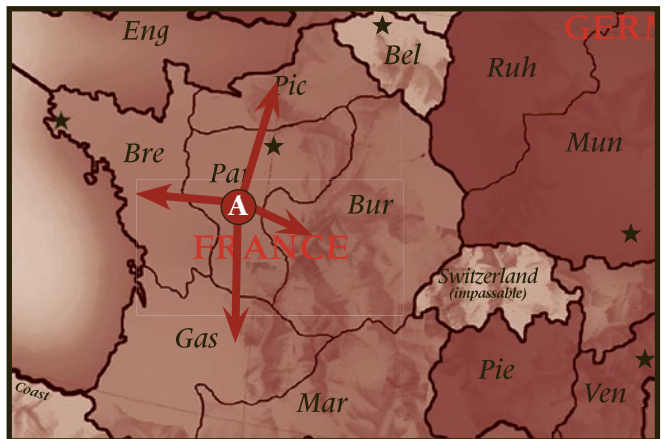 Eng
GERM
Bel
Ruh
Pic
Bre
Par
Mun
A
Bur
FRANCE
Switzerland
(impassable)
Gas
Pie
Coast
Mar
Ven